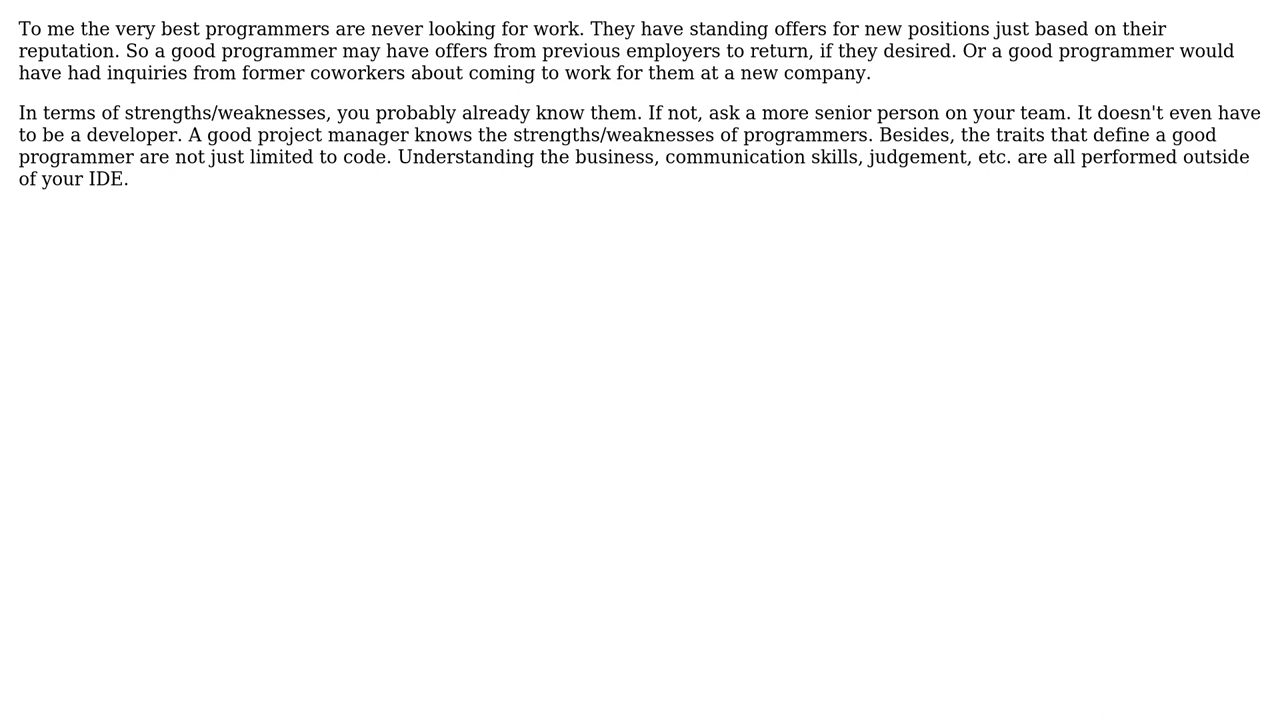 To me the very best programmers are never looking for work. They have standing offers for new positions just based on their
reputation. So a good programmer may have offers from previous employers to return, if they desired. Or a good programmer would
have had inquiries from former coworkers about coming to work for them at a new company.
In terms of strengths/weaknesses, you probably already know them. If not, ask a more senior person on your team. It doesn't even have
to be a developer. A good project manager knows the strengths/weaknesses of programmers. Besides, the traits that define a good
programmer are not just limited to code. Understanding the business, communication skills, judgement, etc. are all performed outside
of your IDE.